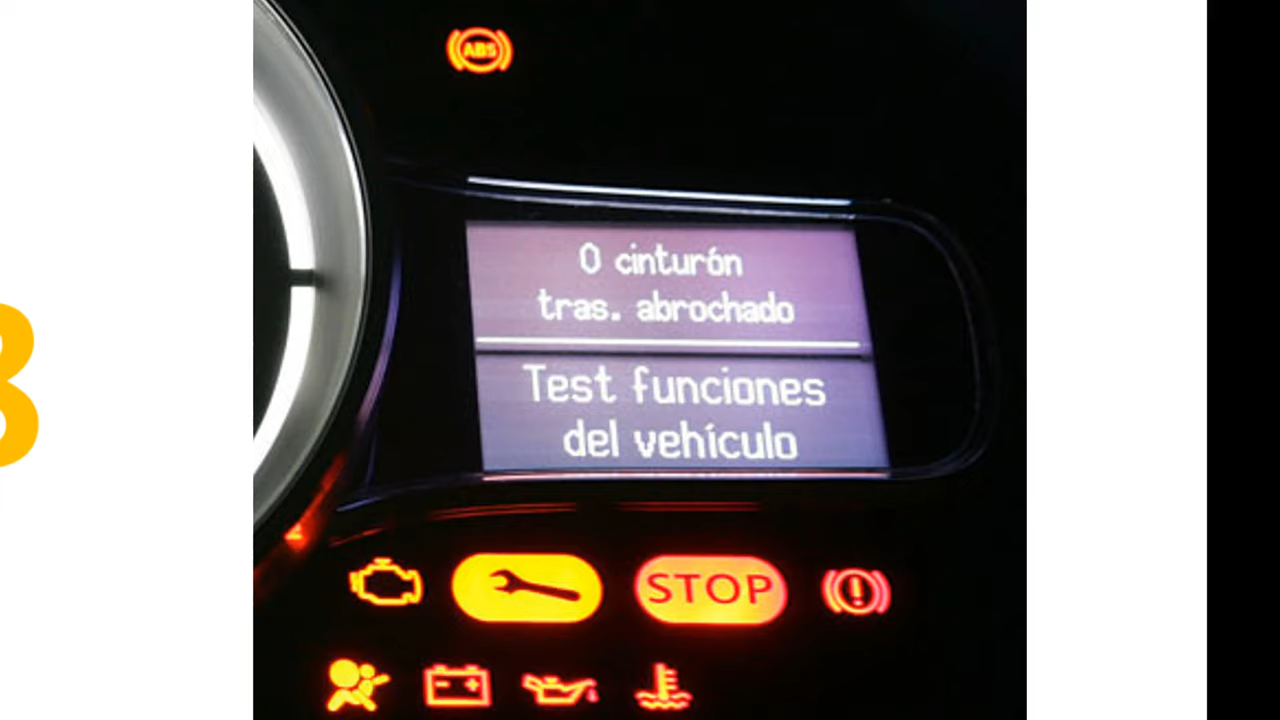 ABS
0 cinturón
tras. abrochado
Test funciones
del vehículo
STOP